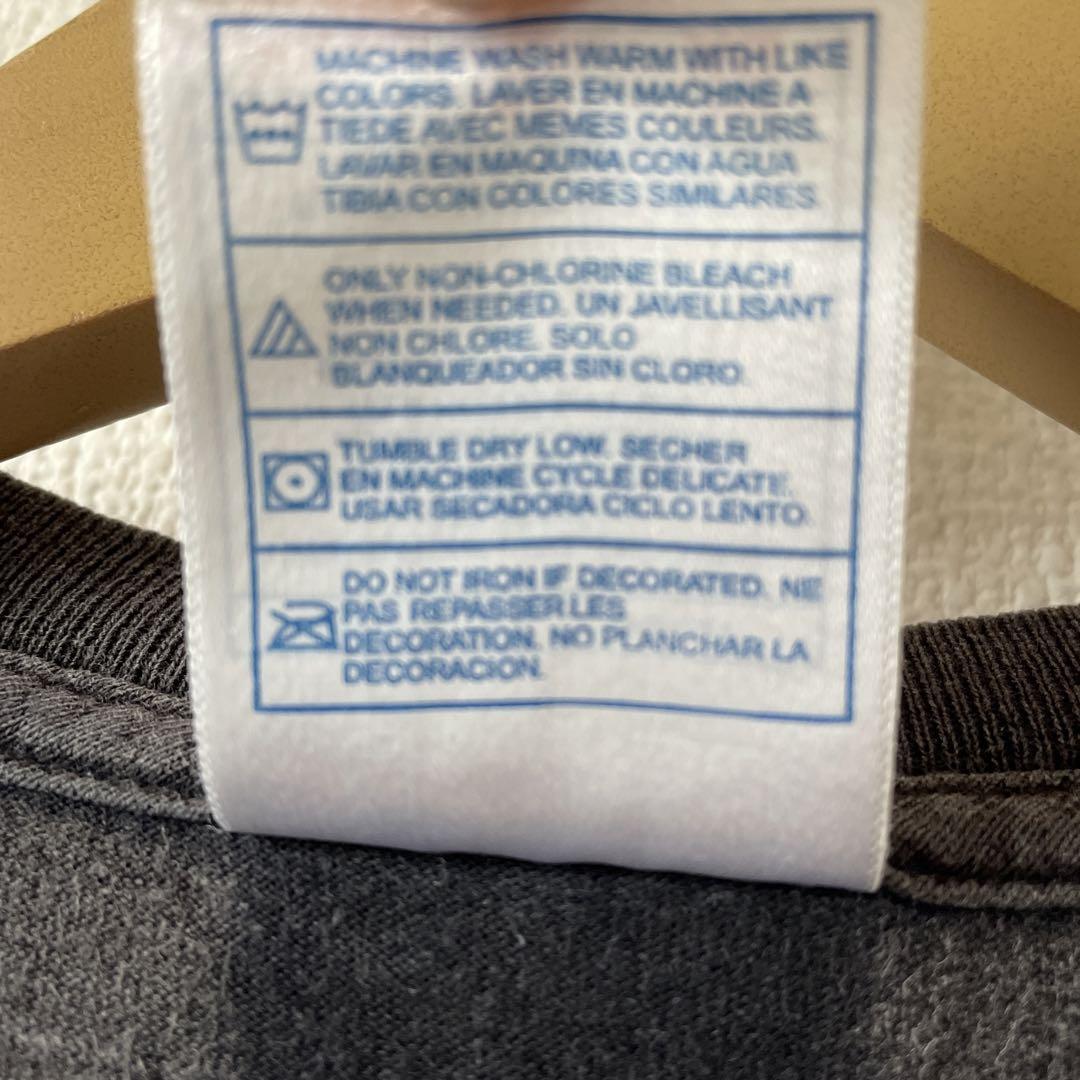 MACHINE WASH WARM WITH LIKE
COLORS. LAVER EN MACHINE A
TIEDE AVEC MEMES COULEURS.
LAVAR EN MAQUINA CON AGUA
TIBIA CON COLORES SIMILARES.
ONLY NON-CHLORINE BLEACH
WHEN NEEDED. UN JAVELLISANT
NON CHLORE. SOLO
BLANQUEADOR SIN CLORO.
TUMBLE DRY LOW. SECHER
EN MACHINE CYCLE DELICATE.
USAR SECADORA CICLO LENTO.
DO NOT IRON IF DECORATED. NE
PAS REPASSER LES
DECORATION. NO PLANCHAR LA
DECORACION.